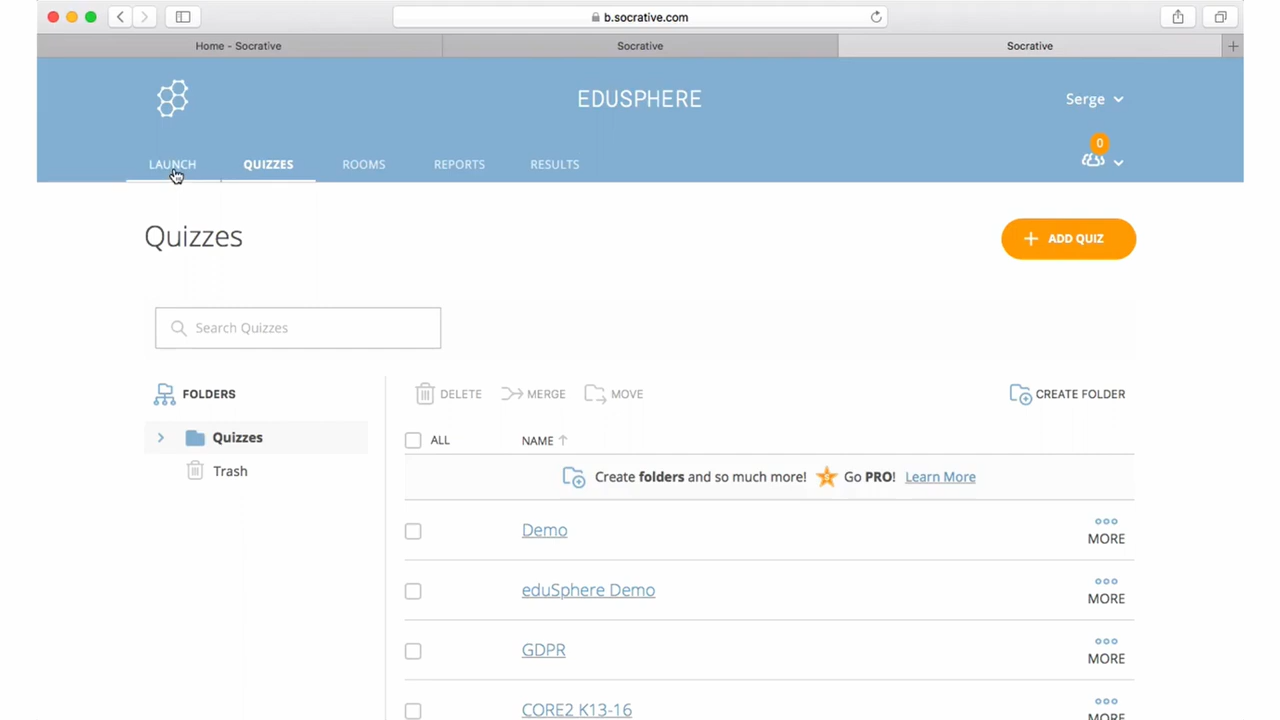 b.socrative.com
Home - Socrative
Socrative
Socrative
EDUSPHERE
Serge
0
LAUNCH
QUIZZES
ROOMS
REPORTS
RESULTS
Quizzes
+ ADD QUIZ
Search Quizzes
FOLDERS
DELETE
MERGE
MOVE
CREATE FOLDER
Quizzes
Trash
ALL
NAME ↑
Create folders and so much more! Go PRO! Learn More
Demo
MORE
eduSphere Demo
MORE
GDPR
MORE
CORE2 K13-16
MORE